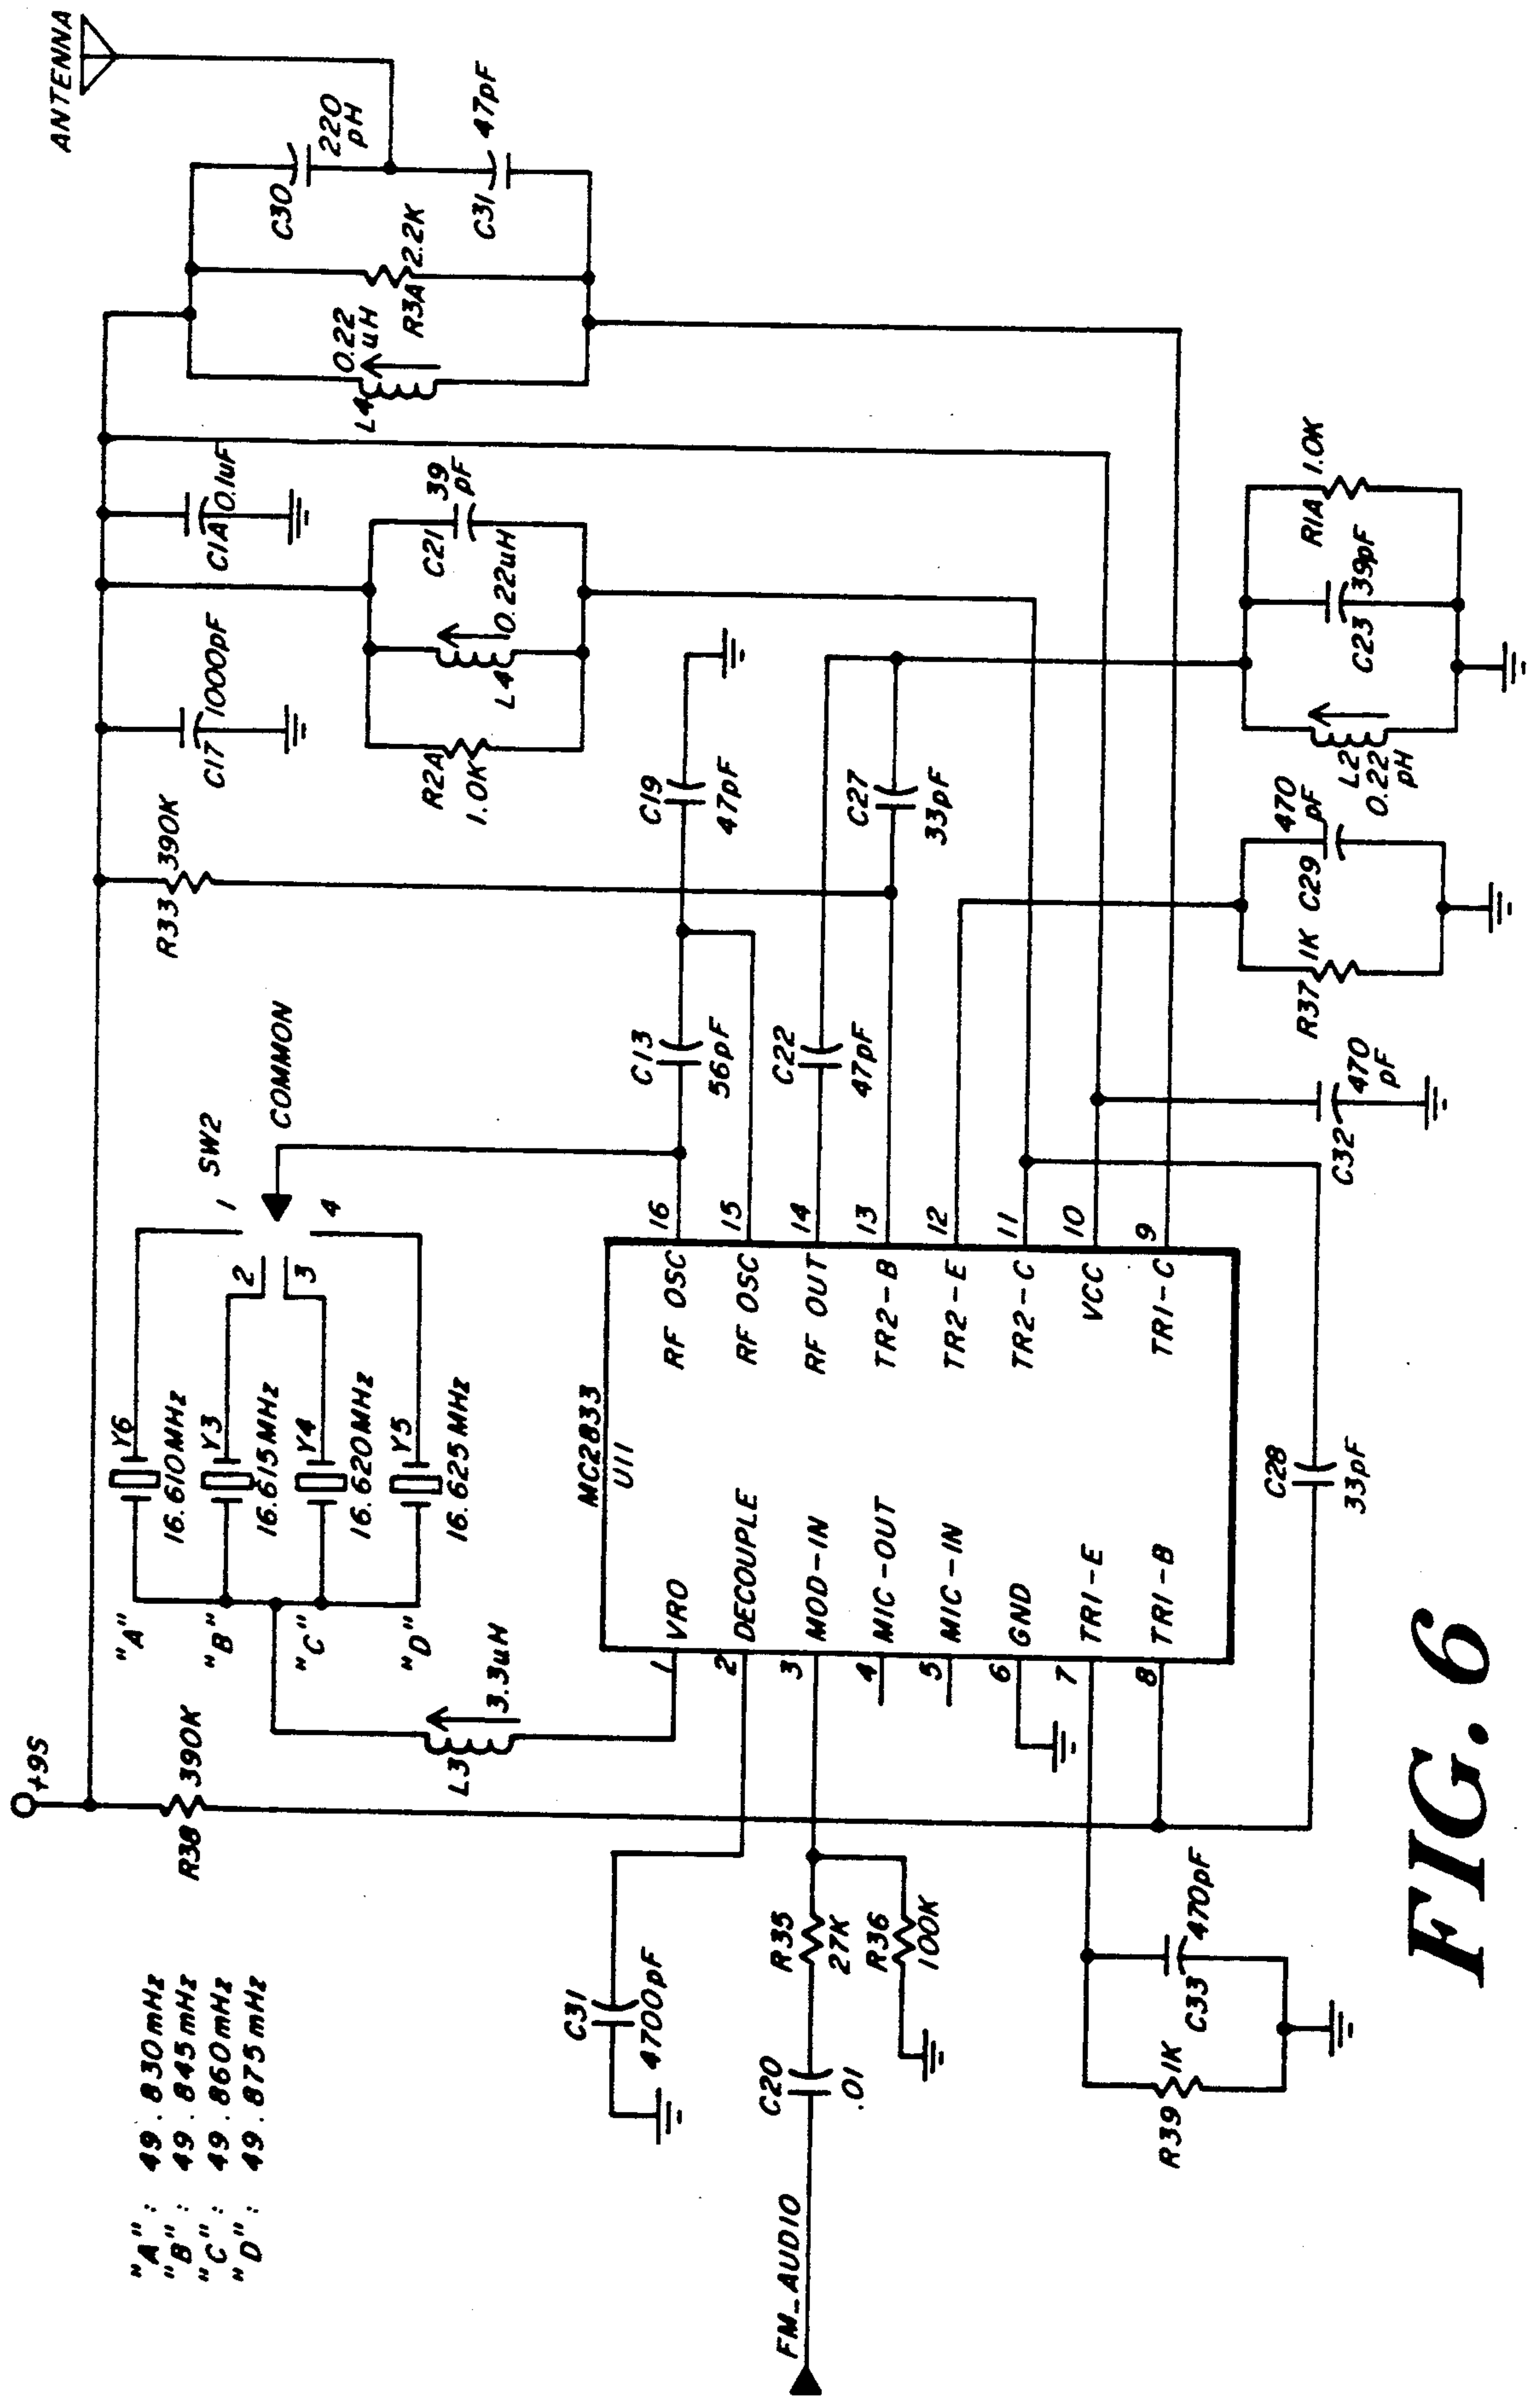 "A": 49.830mHz
"B": 49.845mHz
"C": 49.860mHz
"D": 49.875mHz
+9S
R38 390K
"A"
"B"
"C"
"D"
Y6
16.610MHz
Y3
16.615MHz
Y4
16.620MHz
Y5
16.625MHz
1
2
3
4
SW2
COMMON
L3 3.3uH
R33 390K
C17 1000pF
C1A 0.1uF
R2A
1.0K
L4 0.22uH
C21 39
pF
L4 0.22
uH
R3A 2.2K
C30 220
pH
C31 47pF
ANTENNA
C31
4700pF
FM_AUDIO
C20
.01
R35
27K
R36
100K
R39 1K
C33 470pF
MC2833
U11
1 VRO
2 DECOUPLE
3 MOD-IN
4 MIC-OUT
5 MIC-IN
6 GND
7 TR1-E
8 TR1-B
RF OSC 16
RF OSC 15
RF OUT 14
TR2-B 13
TR2-E 12
TR2-C 11
VCC 10
TR1-C 9
C13
56pF
C19
47pF
C22
47pF
C27
33pF
C28
33pF
C32 470
pF
R37 1K
C29 470
pF
L2
0.22
pH
C23 39pF
R1A 1.0K
FIG. 6